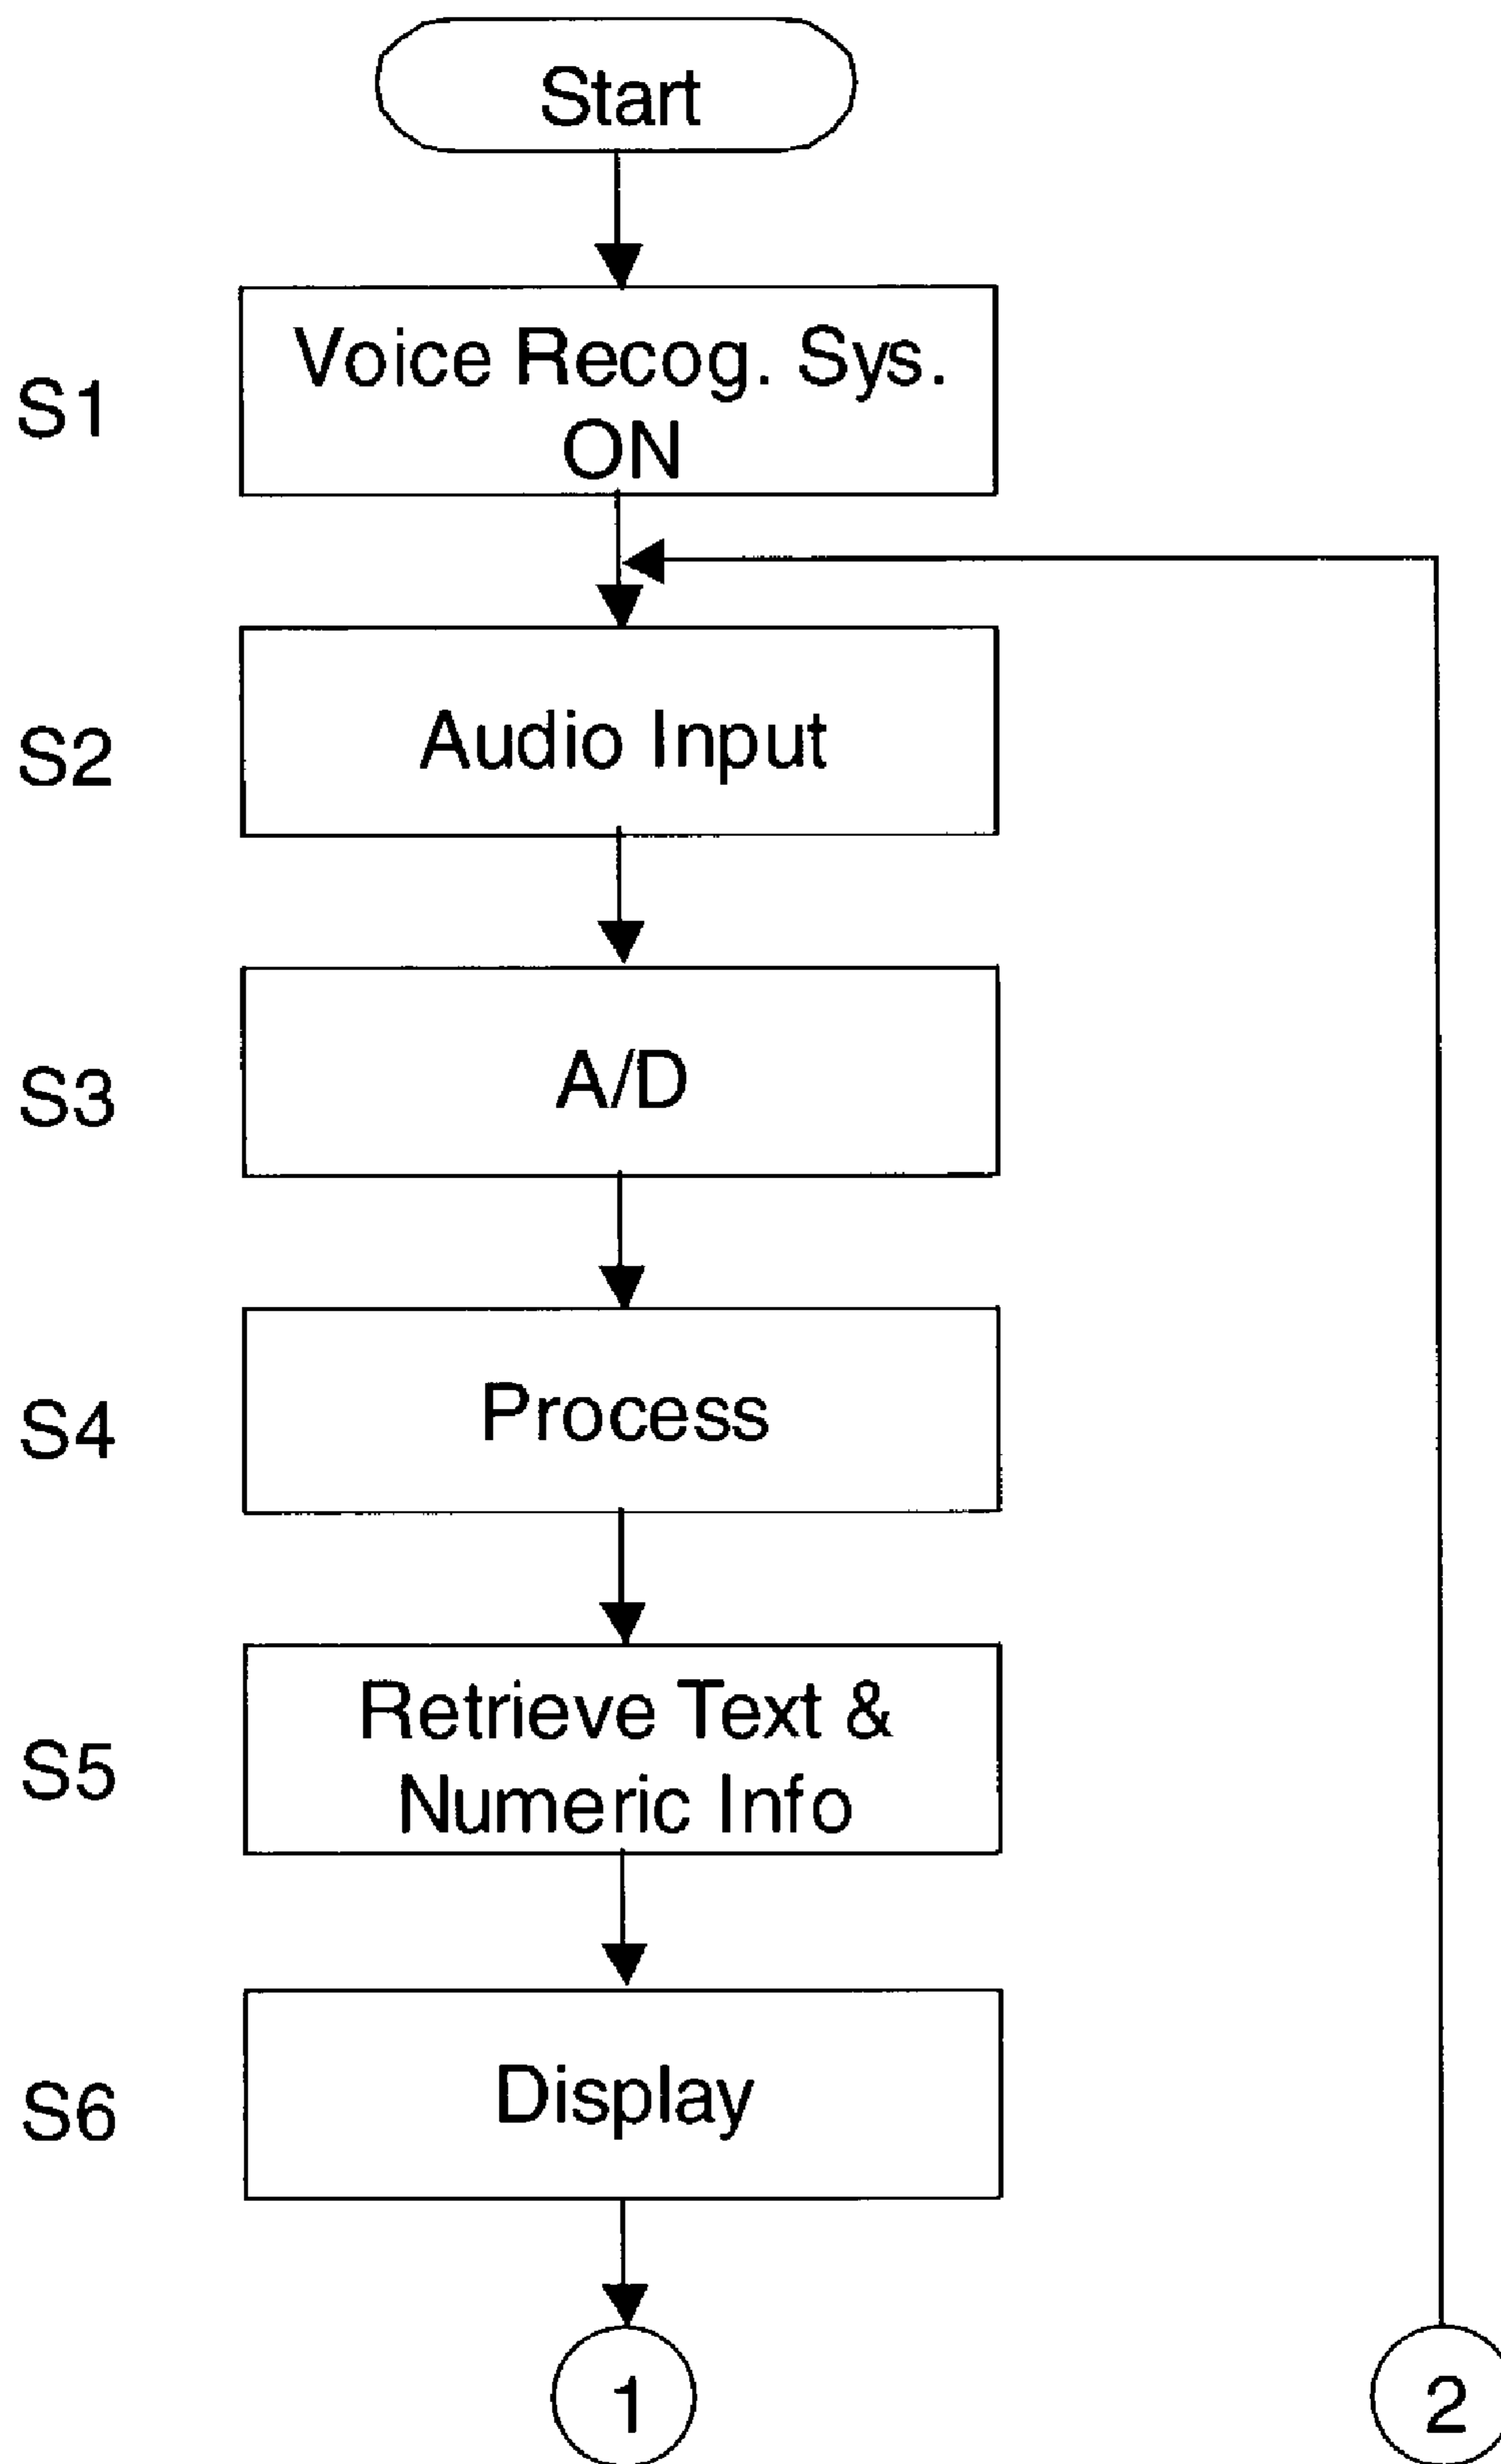 Start
S1
Voice Recog. Sys.
ON
S2
Audio Input
S3
A/D
S4
Process
S5
Retrieve Text &
Numeric Info
S6
Display
1
2